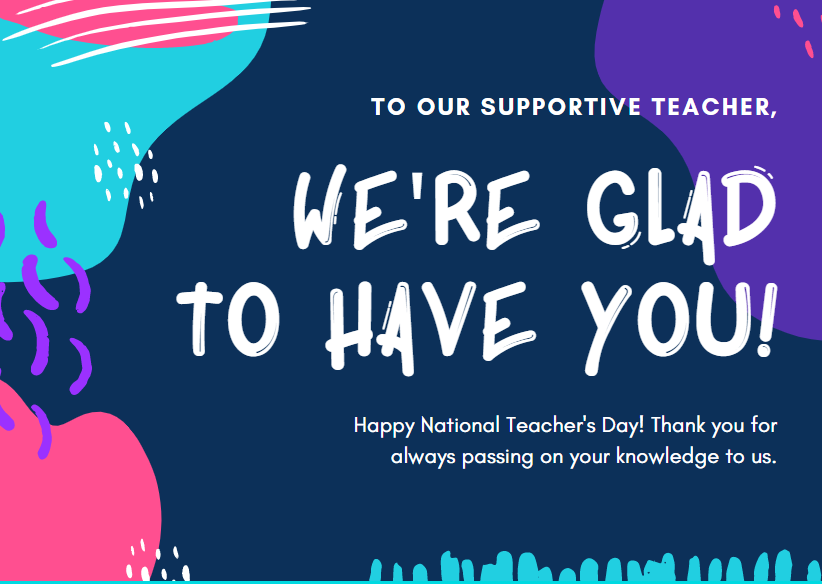 TO OUR SUPPORTIVE TEACHER,
WE'RE GLAD
TO HAVE YOU!
Happy National Teacher's Day! Thank you for
always passing on your knowledge to us.